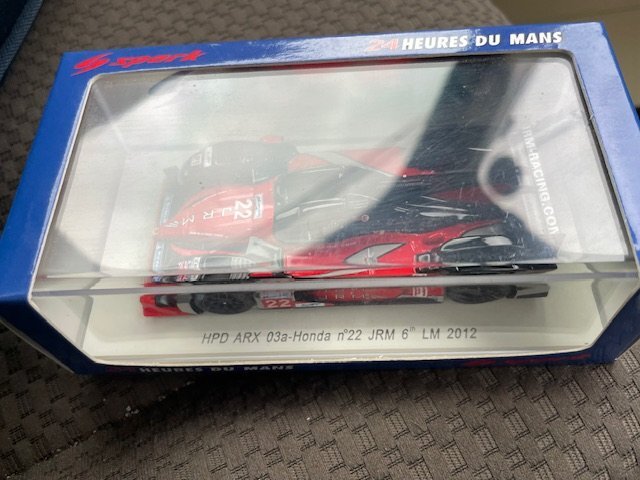 spark
24 HEURES DU MANS
JRM-RACING.COM
22
JRM
22
HPD ARX 03a-Honda n°22 JRM 6th LM 2012
24 HEURES DU MANS